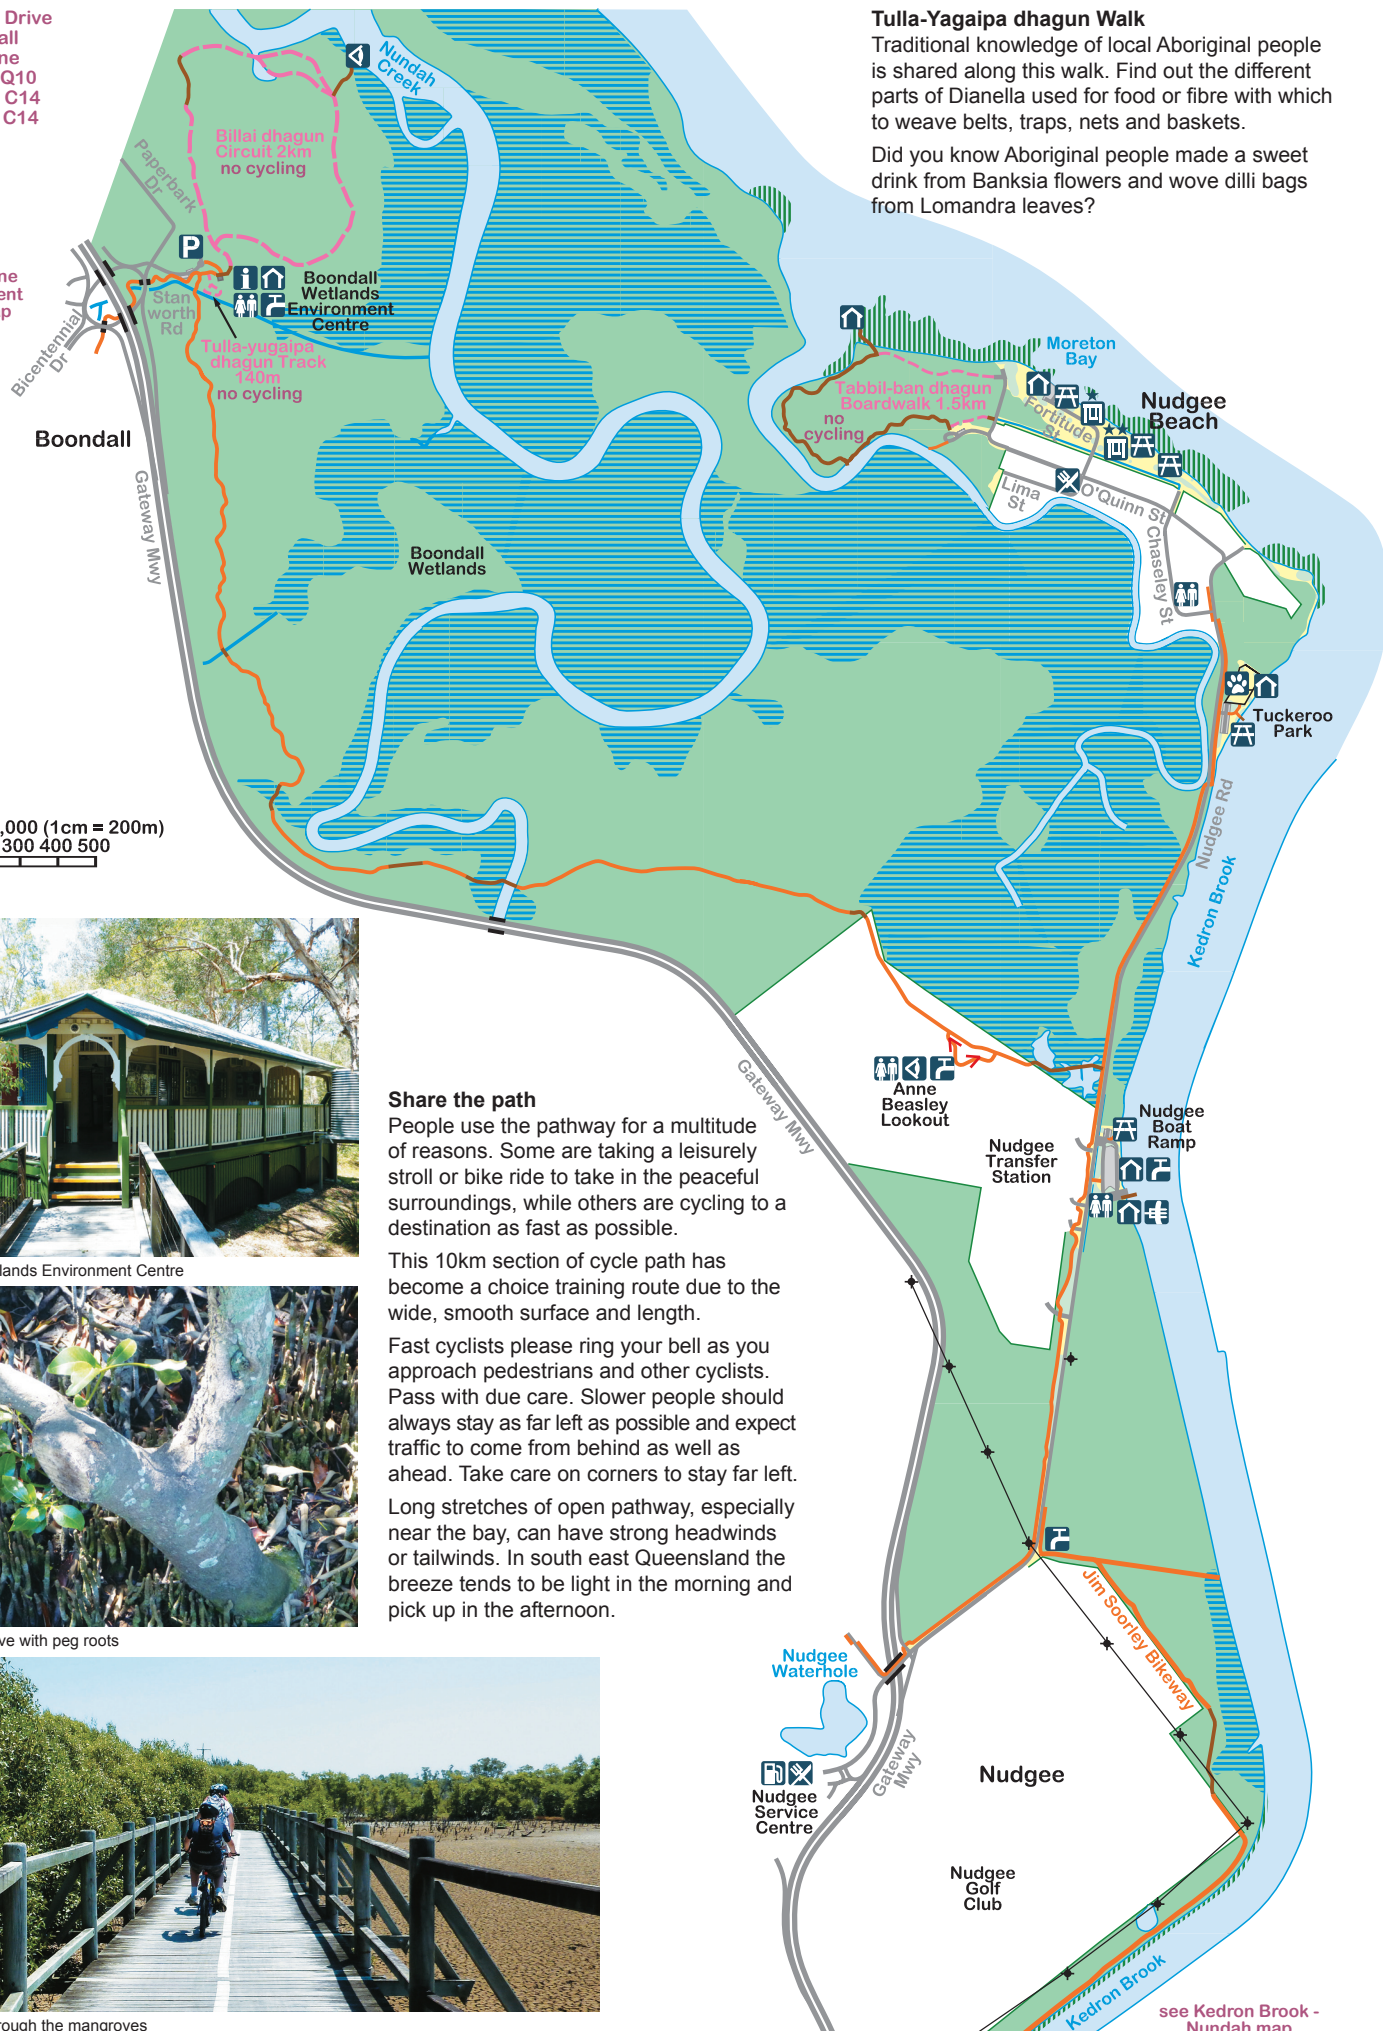 Drive
all
ne
Q10
C14
C14
Tulla-Yagaipa dhagun Walk
Traditional knowledge of local Aboriginal people
is shared along this walk. Find out the different
parts of Dianella used for food or fibre with which
to weave belts, traps, nets and baskets.
Did you know Aboriginal people made a sweet
drink from Banksia flowers and wove dilli bags
from Lomandra leaves?
Nundah
Creek
Billai dhagun
Circuit 2km
no cycling
Paperbark
Dr
P
i
Boondall
Wetlands
Environment
Centre
ne
ent
p
Stan
worth
Rd
Bicentennial
Dr
Tulla-yugaipa
dhagun Track
140m
no cycling
Boondall
Gateway Mwy
Moreton
Bay
Tabbil-ban dhagun
Boardwalk 1.5km
no
cycling
Fortitude
St
Nudgee
Beach
Lima
St
O'Quinn St
Chaseley St
Boondall
Wetlands
Tuckeroo
Park
Nudgee Rd
Kedron Brook
,000 (1cm = 200m)
300 400 500
lands Environment Centre
Gateway Mwy
Anne
Beasley
Lookout
Nudgee
Transfer
Station
Nudgee
Boat
Ramp
Share the path
People use the pathway for a multitude
of reasons. Some are taking a leisurely
stroll or bike ride to take in the peaceful
surroundings, while others are cycling to a
destination as fast as possible.
This 10km section of cycle path has
become a choice training route due to the
wide, smooth surface and length.
Fast cyclists please ring your bell as you
approach pedestrians and other cyclists.
Pass with due care. Slower people should
always stay as far left as possible and expect
traffic to come from behind as well as
ahead. Take care on corners to stay far left.
Long stretches of open pathway, especially
near the bay, can have strong headwinds
or tailwinds. In south east Queensland the
breeze tends to be light in the morning and
pick up in the afternoon.
ve with peg roots
Jim Soorley Bikeway
Nudgee
Waterhole
Gateway
Mwy
Nudgee
Service
Centre
Nudgee
Nudgee
Golf
Club
Kedron Brook
see Kedron Brook -
Nundah map
rough the mangroves